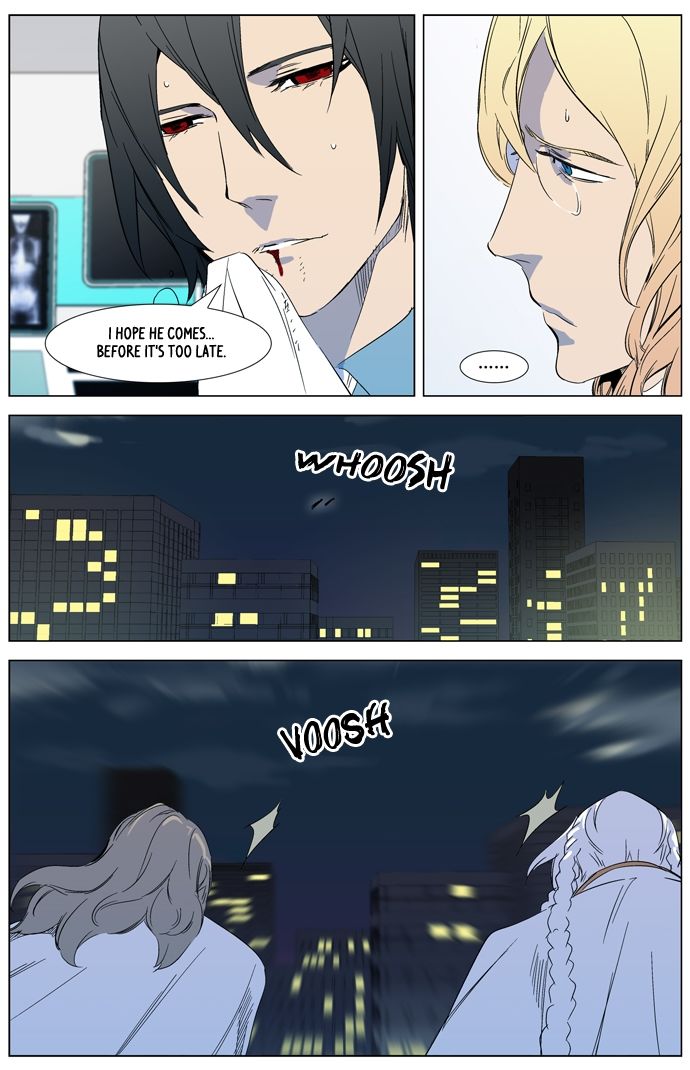 I HOPE HE COMES...
BEFORE IT'S TOO LATE.
......
WHOOSH
VOOSH